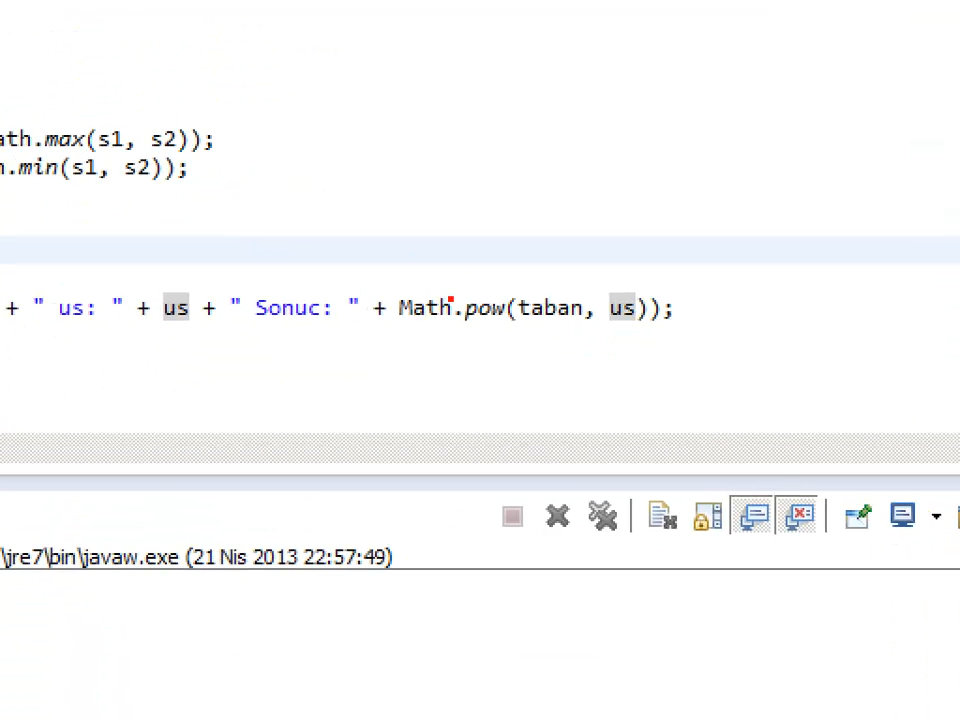 ath.max(s1, s2));
h.min(s1, s2));
+ " us: " + us + " Sonuc: " + Math.pow(taban, us));
\jre7\bin\javaw.exe (21 Nis 2013 22:57:49)